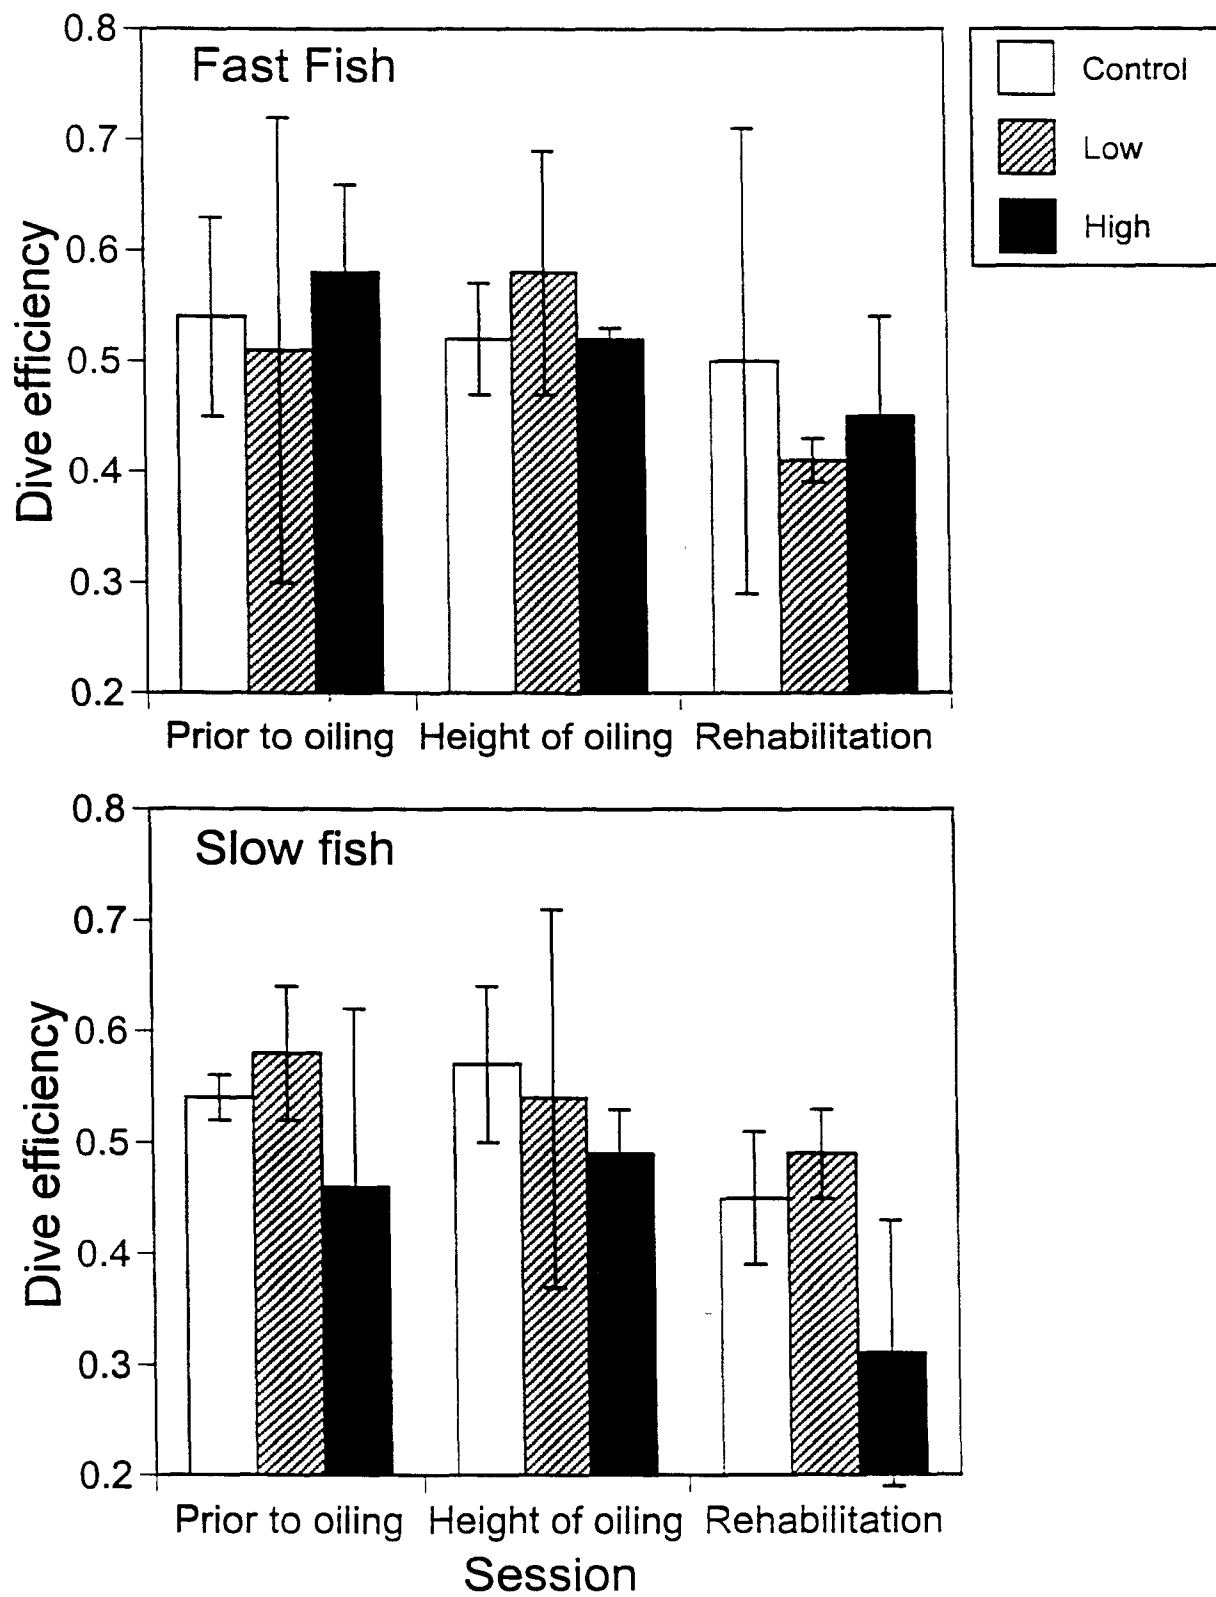 Fast Fish
Control
Low
High
Dive efficiency
0.8
0.7
0.6
0.5
0.4
0.3
0.2
Prior to oiling Height of oiling Rehabilitation
Slow fish
Dive efficiency
0.8
0.7
0.6
0.5
0.4
0.3
0.2
Prior to oiling Height of oiling Rehabilitation
Session